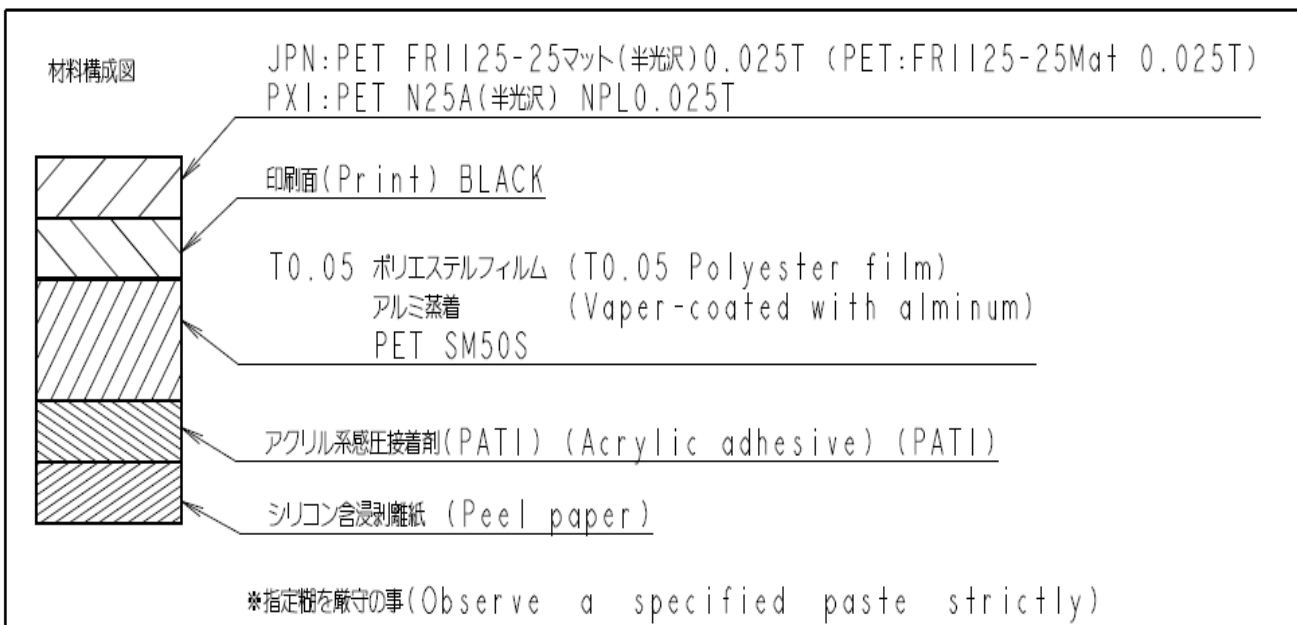 材料構成図
JPN:PET FR1125-25マット(半光沢)0.025T (PET:FR1125-25Mat 0.025T)
PX1:PET N25A(半光沢) NPL0.025T
印刷面(Print) BLACK
T0.05 ポリエステルフィルム (T0.05 Polyester film)
アルミ蒸着 (Vaper-coated with alminum)
PET SM50S
アクリル系感圧接着剤(PAT1) (Acrylic adhesive) (PAT1)
シリコン含浸剥離紙 (Peel paper)
※指定糊を厳守の事(Observe a specified paste strictly)